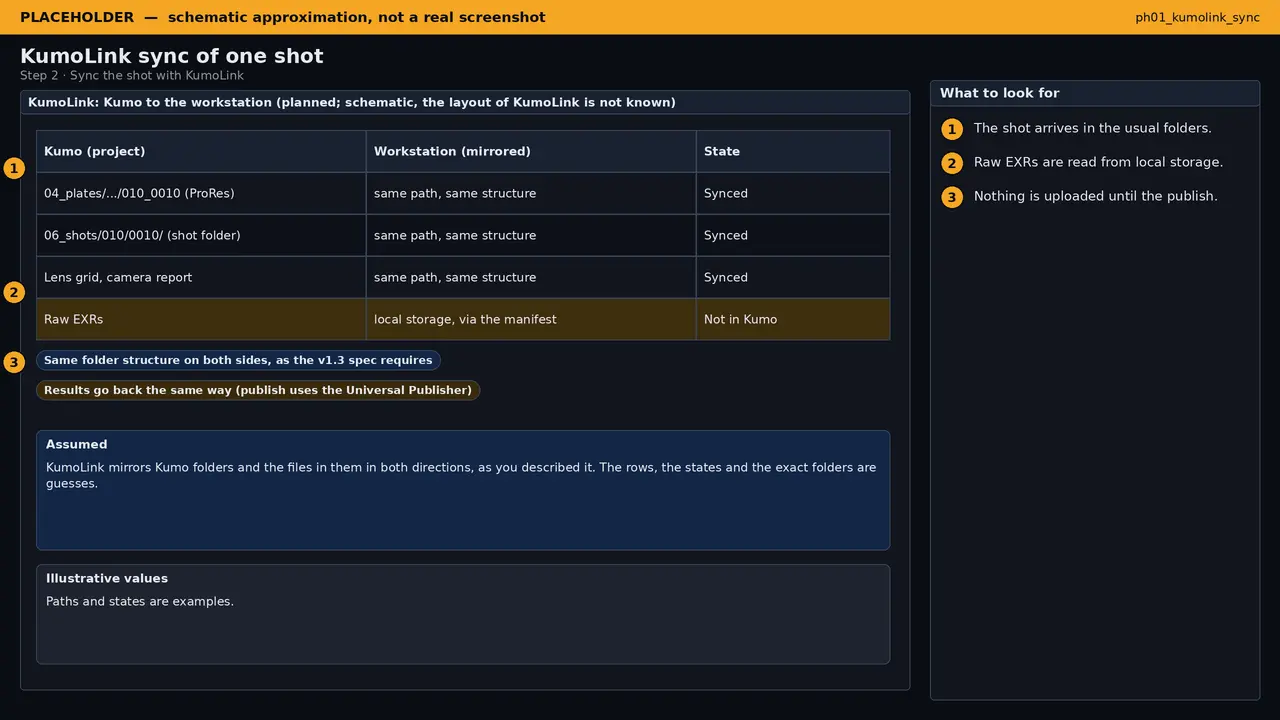 PLACEHOLDER — schematic approximation, not a real screenshot
ph01_kumolink_sync
KumoLink sync of one shot
Step 2 · Sync the shot with KumoLink
KumoLink: Kumo to the workstation (planned; schematic, the layout of KumoLink is not known)
Kumo (project) Workstation (mirrored) State
1
04_plates/.../010_0010 (ProRes) same path, same structure Synced
06_shots/010/0010/ (shot folder) same path, same structure Synced
Lens grid, camera report same path, same structure Synced
2
Raw EXRs local storage, via the manifest Not in Kumo
3 Same folder structure on both sides, as the v1.3 spec requires
Results go back the same way (publish uses the Universal Publisher)
Assumed
KumoLink mirrors Kumo folders and the files in them in both directions, as you described it. The rows, the states and the exact folders are
guesses.
Illustrative values
Paths and states are examples.
What to look for
1 The shot arrives in the usual folders.
2 Raw EXRs are read from local storage.
3 Nothing is uploaded until the publish.